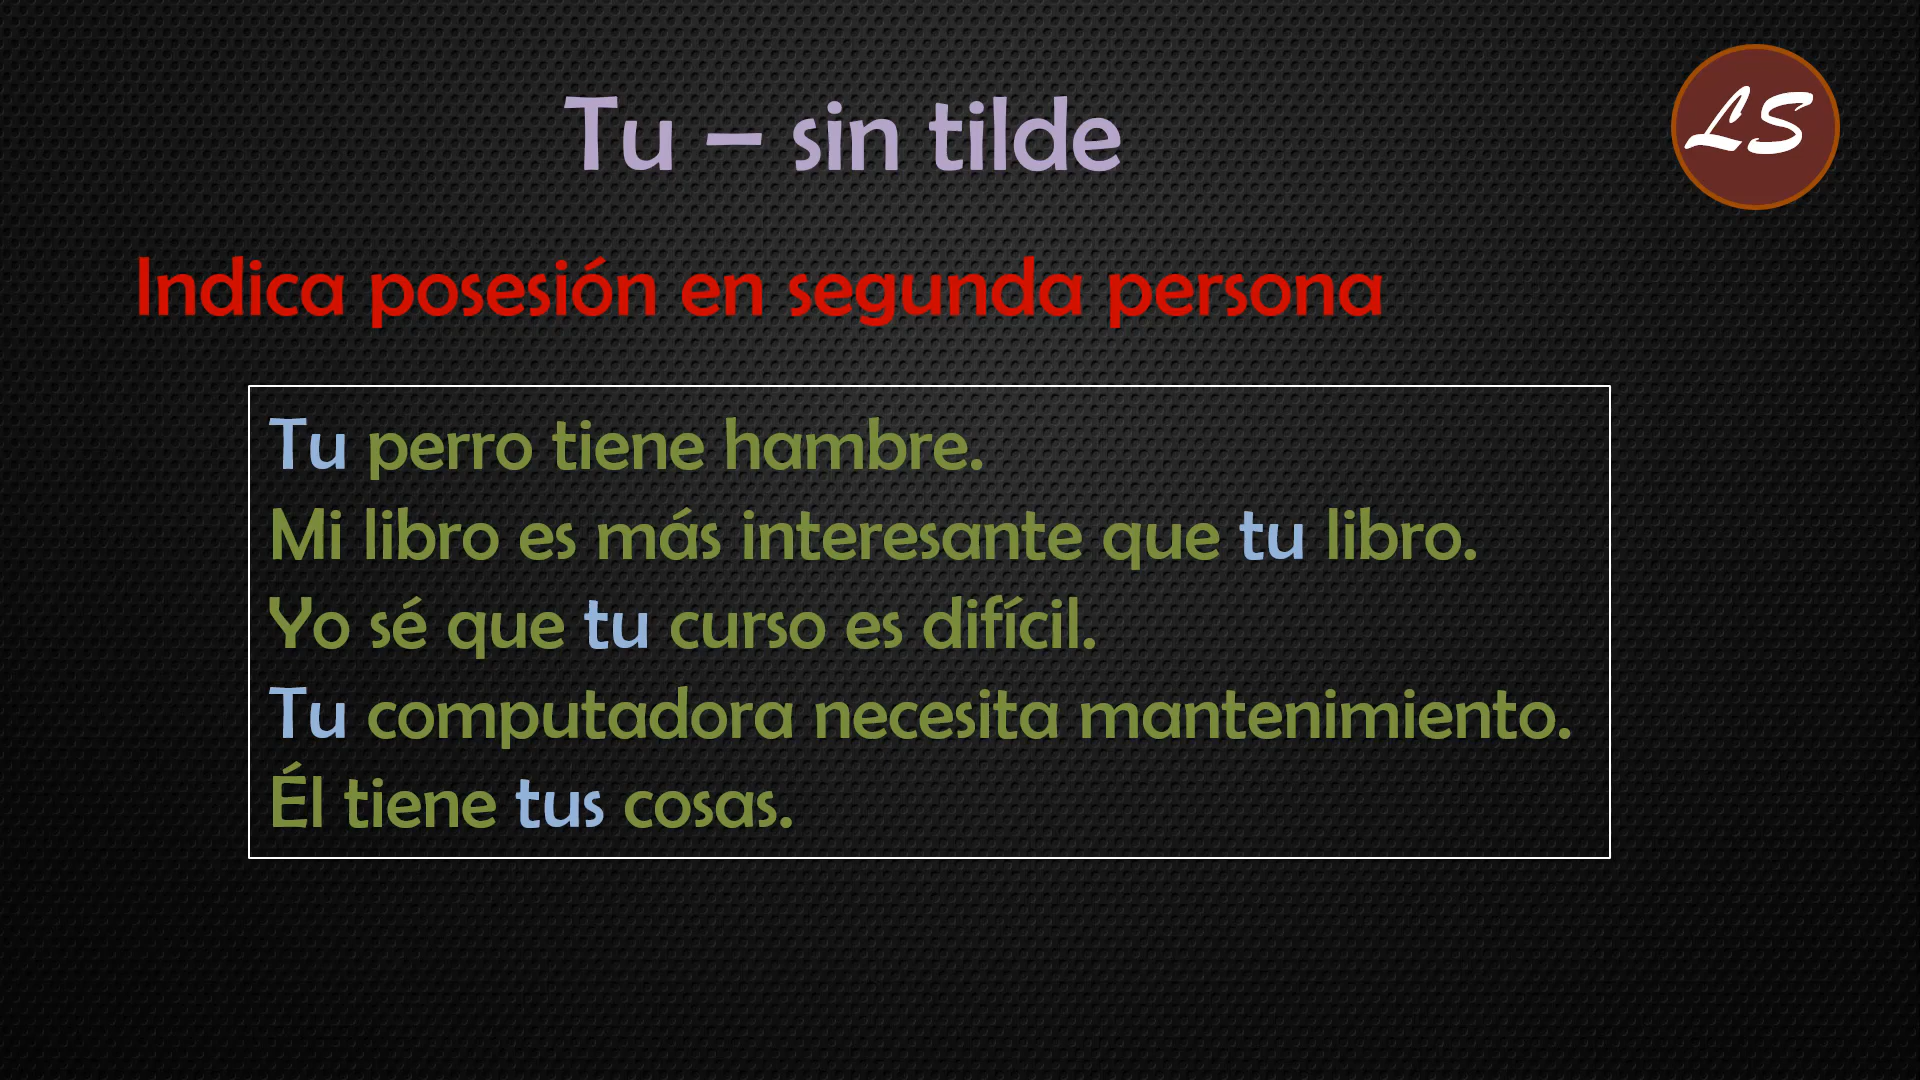 Tu – sin tilde
LS
Indica posesión en segunda persona
Tu perro tiene hambre.
Mi libro es más interesante que tu libro.
Yo sé que tu curso es difícil.
Tu computadora necesita mantenimiento.
Él tiene tus cosas.